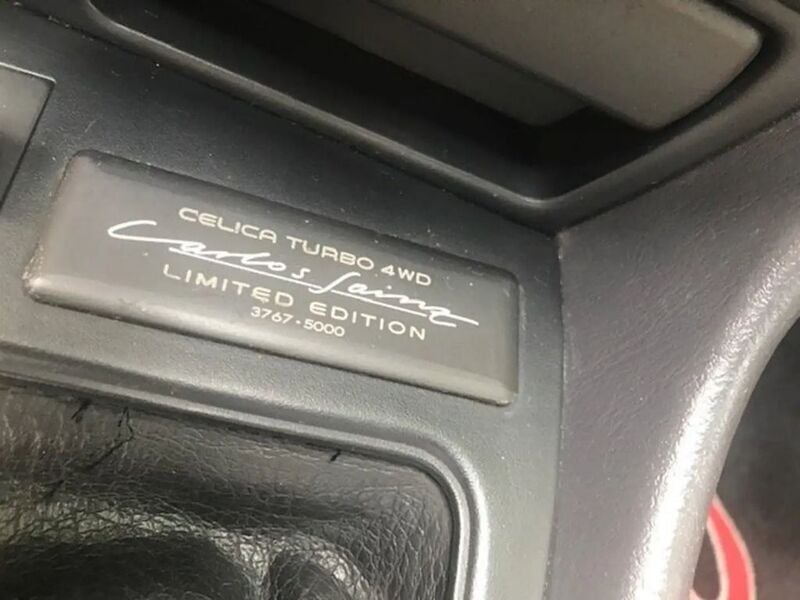 CELICA TURBO 4WD
Carlos Sainz
LIMITED EDITION
3767-5000